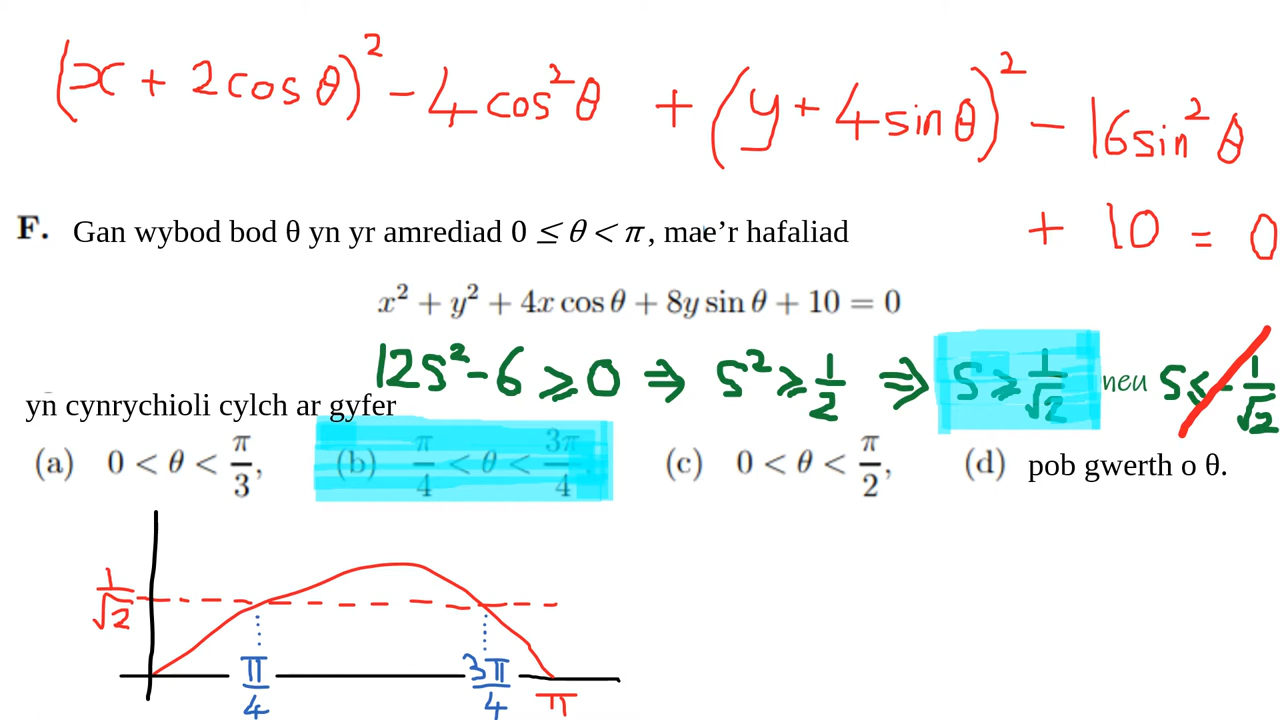 (x + 2cosθ)² - 4cos²θ + (y + 4sinθ)² - 16sin²θ
+ 10 = 0
F. Gan wybod bod θ yn yr amrediad 0 ≤ θ < π, mae’r hafaliad
x² + y² + 4x cos θ + 8y sin θ + 10 = 0
12s² - 6 ≥ 0 ⇒ s² ≥ 1/2 ⇒ s ≥ 1/√2 neu s ≤ -1/√2
yn cynrychioli cylch ar gyfer
(a) 0 < θ < π/3, (b) π/4 < θ < 3π/4, (c) 0 < θ < π/2, (d) pob gwerth o θ.
1/√2
π/4 3π/4 π